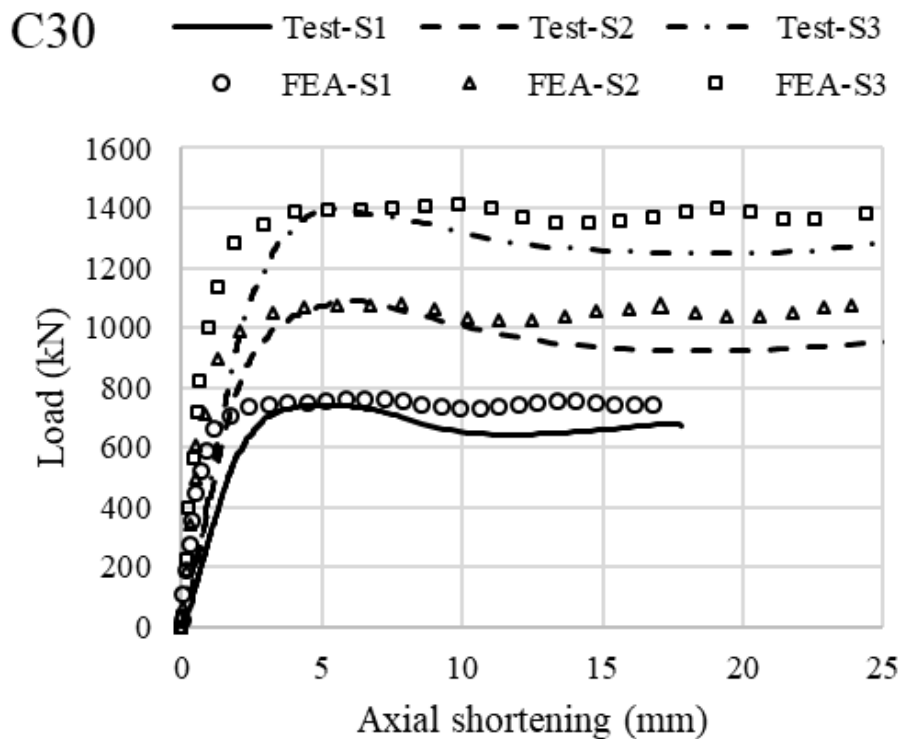 C30
Test-S1 Test-S2 Test-S3
FEA-S1 FEA-S2 FEA-S3
1600
1400
1200
1000
800
600
400
200
0
0 5 10 15 20 25
Load (kN)
Axial shortening (mm)